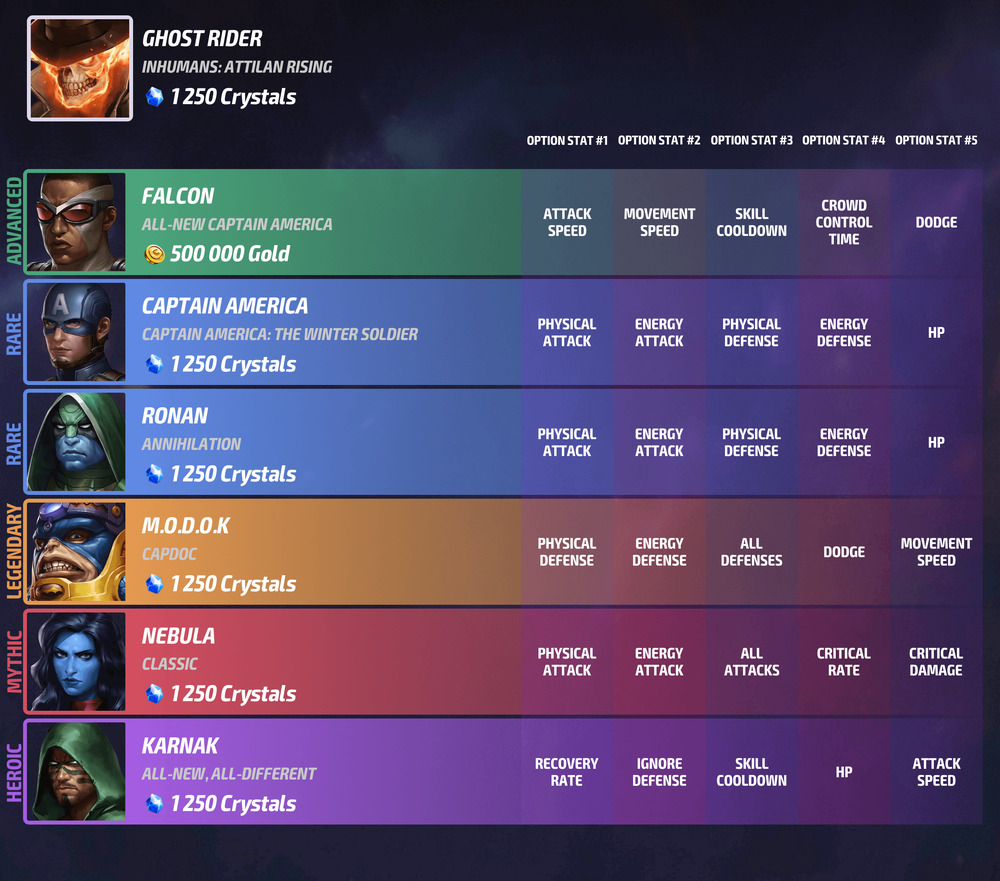 GHOST RIDER
INHUMANS: ATTILAN RISING
1 250 Crystals
OPTION STAT #1 OPTION STAT #2 OPTION STAT #3 OPTION STAT #4 OPTION STAT #5
ADVANCED
FALCON
ALL-NEW CAPTAIN AMERICA
500 000 Gold
ATTACK
SPEED
MOVEMENT
SPEED
SKILL
COOLDOWN
CROWD
CONTROL
TIME
DODGE
RARE
A
CAPTAIN AMERICA
CAPTAIN AMERICA: THE WINTER SOLDIER
1 250 Crystals
PHYSICAL
ATTACK
ENERGY
ATTACK
PHYSICAL
DEFENSE
ENERGY
DEFENSE
HP
RARE
RONAN
ANNIHILATION
1 250 Crystals
PHYSICAL
ATTACK
ENERGY
ATTACK
PHYSICAL
DEFENSE
ENERGY
DEFENSE
HP
LEGENDARY
M.O.D.O.K
CAPDOC
1 250 Crystals
PHYSICAL
DEFENSE
ENERGY
DEFENSE
ALL
DEFENSES
DODGE
MOVEMENT
SPEED
MYTHIC
NEBULA
CLASSIC
1 250 Crystals
PHYSICAL
ATTACK
ENERGY
ATTACK
ALL
ATTACKS
CRITICAL
RATE
CRITICAL
DAMAGE
HEROIC
KARNAK
ALL-NEW, ALL-DIFFERENT
1 250 Crystals
RECOVERY
RATE
IGNORE
DEFENSE
SKILL
COOLDOWN
HP
ATTACK
SPEED